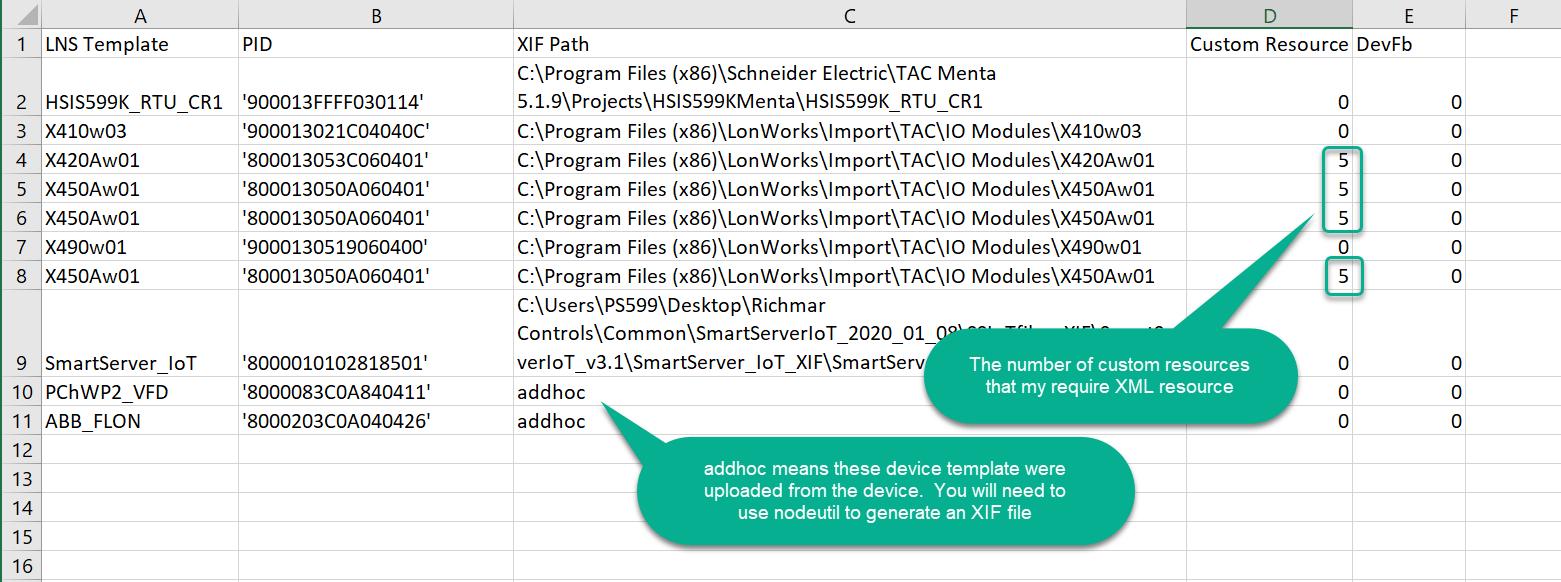 A B C D E F
1 LNS Template PID XIF Path Custom Resource DevFb
C:\Program Files (x86)\Schneider Electric\TAC Menta
2 HSIS599K_RTU_CR1 '900013FFFF030114' 5.1.9\Projects\HSIS599KMenta\HSIS599K_RTU_CR1 0 0
3 X410w03 '900013021C04040C' C:\Program Files (x86)\LonWorks\Import\TAC\IO Modules\X410w03 0 0
4 X420Aw01 '800013053C060401' C:\Program Files (x86)\LonWorks\Import\TAC\IO Modules\X420Aw01 5 0
5 X450Aw01 '800013050A060401' C:\Program Files (x86)\LonWorks\Import\TAC\IO Modules\X450Aw01 5 0
6 X450Aw01 '800013050A060401' C:\Program Files (x86)\LonWorks\Import\TAC\IO Modules\X450Aw01 5 0
7 X490w01 '9000130519060400' C:\Program Files (x86)\LonWorks\Import\TAC\IO Modules\X490w01 0 0
8 X450Aw01 '800013050A060401' C:\Program Files (x86)\LonWorks\Import\TAC\IO Modules\X450Aw01 5 0
C:\Users\PS599\Desktop\Richmar
Controls\Common\SmartServerIoT_2020_01_08\
9 SmartServer_IoT '8000010102818501' verIoT_v3.1\SmartServer_IoT_XIF\SmartServ 0 0
10 PChWP2_VFD '8000083C0A840411' addhoc 0 0
11 ABB_FLON '8000203C0A040426' addhoc 0 0
12
13
14
15
16
The number of custom resources
that my require XML resource
addhoc means these device template were
uploaded from the device. You will need to
use nodeutil to generate an XIF file